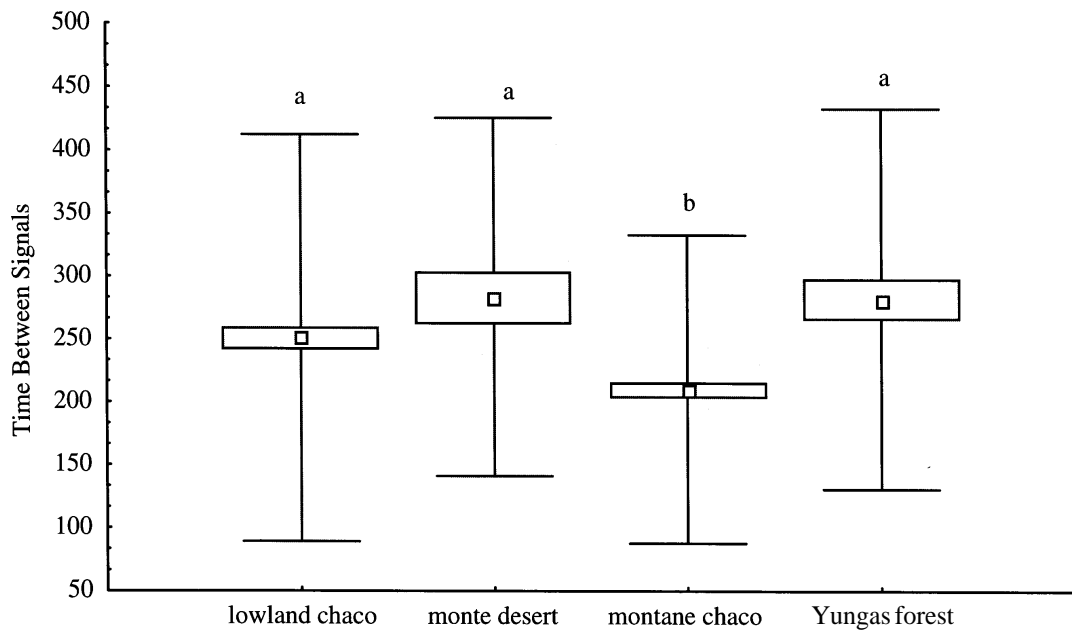 500
450
400
350
300
250
200
150
100
50
Time Between Signals
a
a
b
a
lowland chaco
monte desert
montane chaco
Yungas forest